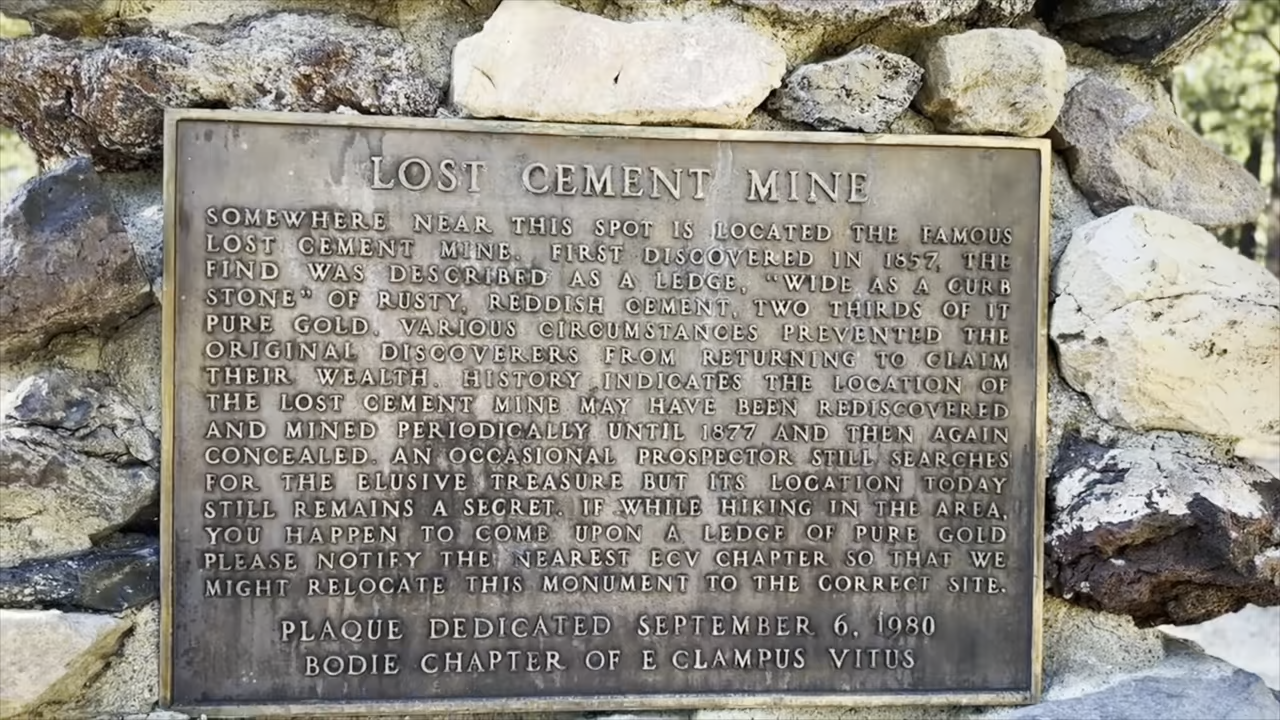 LOST CEMENT MINE
SOMEWHERE NEAR THIS SPOT IS LOCATED THE FAMOUS
LOST CEMENT MINE. FIRST DISCOVERED IN 1857, THE
FIND WAS DESCRIBED AS A LEDGE, "WIDE AS A CURB
STONE" OF RUSTY, REDDISH CEMENT, TWO THIRDS OF IT
PURE GOLD. VARIOUS CIRCUMSTANCES PREVENTED THE
ORIGINAL DISCOVERERS FROM RETURNING TO CLAIM
THEIR WEALTH. HISTORY INDICATES THE LOCATION OF
THE LOST CEMENT MINE MAY HAVE BEEN REDISCOVERED
AND MINED PERIODICALLY UNTIL 1877 AND THEN AGAIN
CONCEALED. AN OCCASIONAL PROSPECTOR STILL SEARCHES
FOR THE ELUSIVE TREASURE BUT ITS LOCATION TODAY
STILL REMAINS A SECRET. IF WHILE HIKING IN THE AREA,
YOU HAPPEN TO COME UPON A LEDGE OF PURE GOLD
PLEASE NOTIFY THE NEAREST ECV CHAPTER SO THAT WE
MIGHT RELOCATE THIS MONUMENT TO THE CORRECT SITE.
PLAQUE DEDICATED SEPTEMBER 6, 1980
BODIE CHAPTER OF E CLAMPUS VITUS